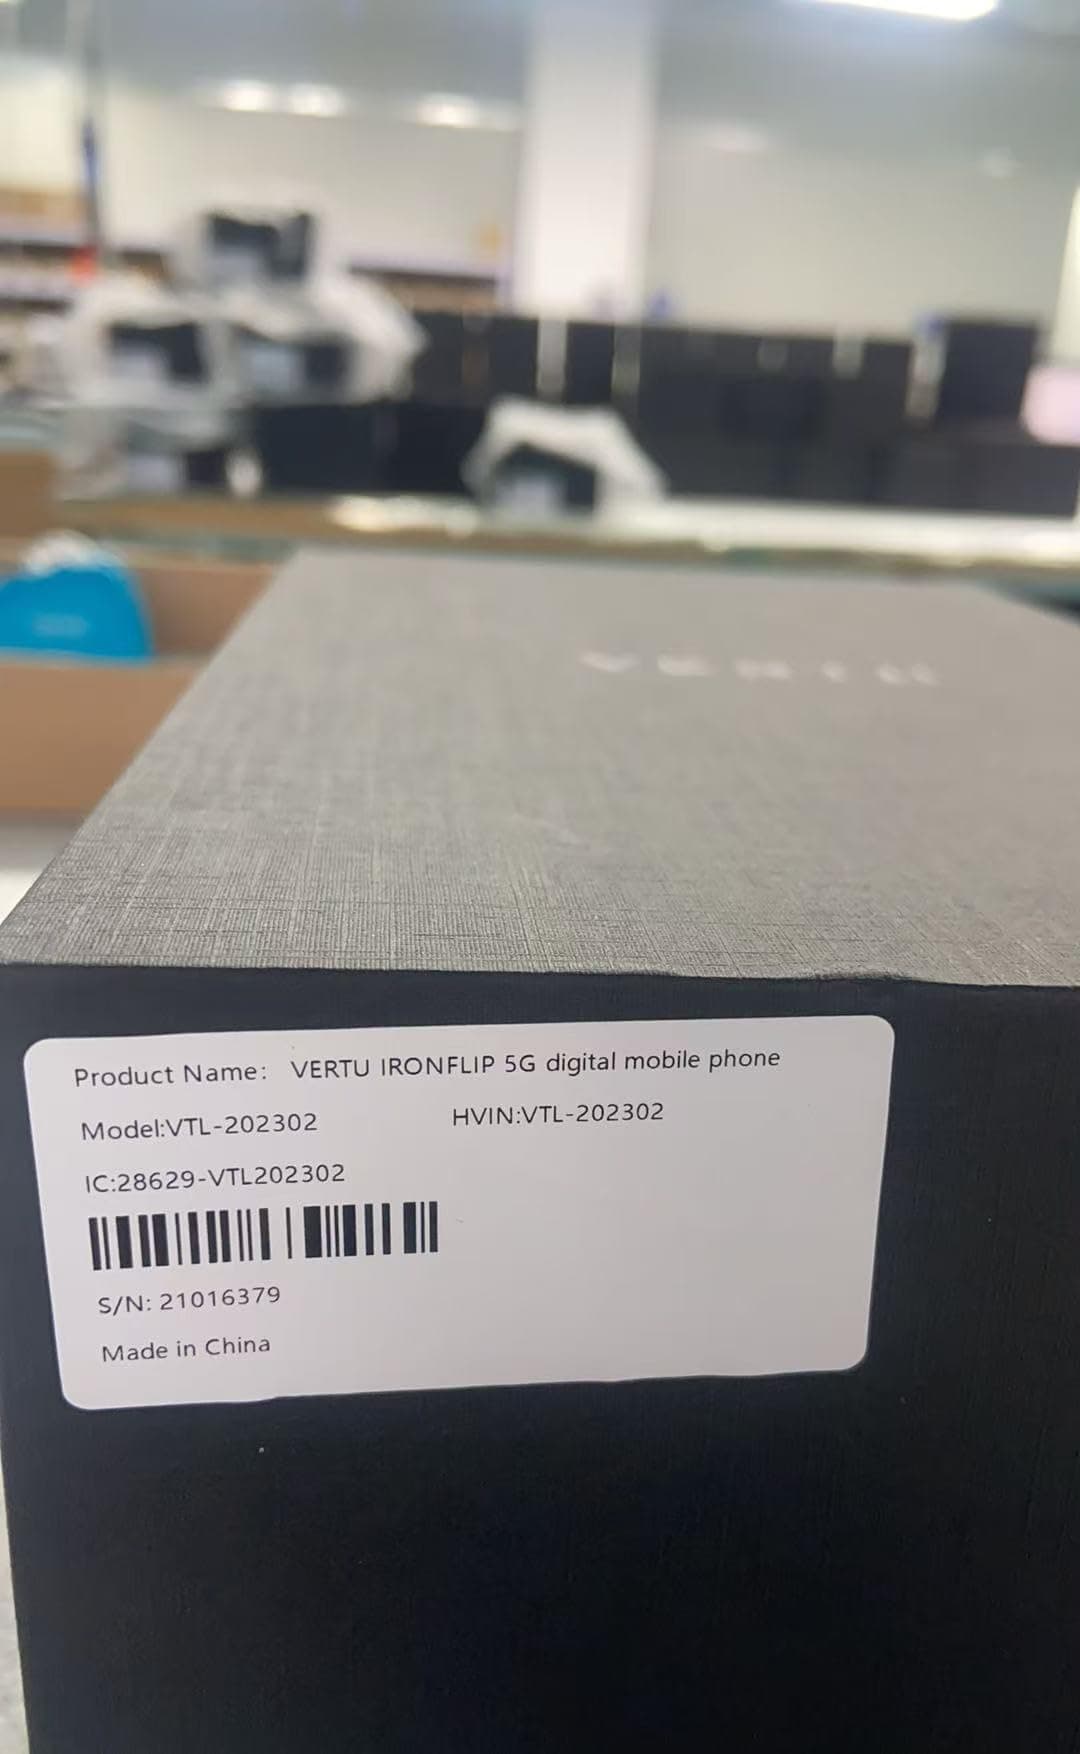 VERTU
Product Name: VERTU IRONFLIP 5G digital mobile phone
Model:VTL-202302 HVIN:VTL-202302
IC:28629-VTL202302
S/N: 21016379
Made in China